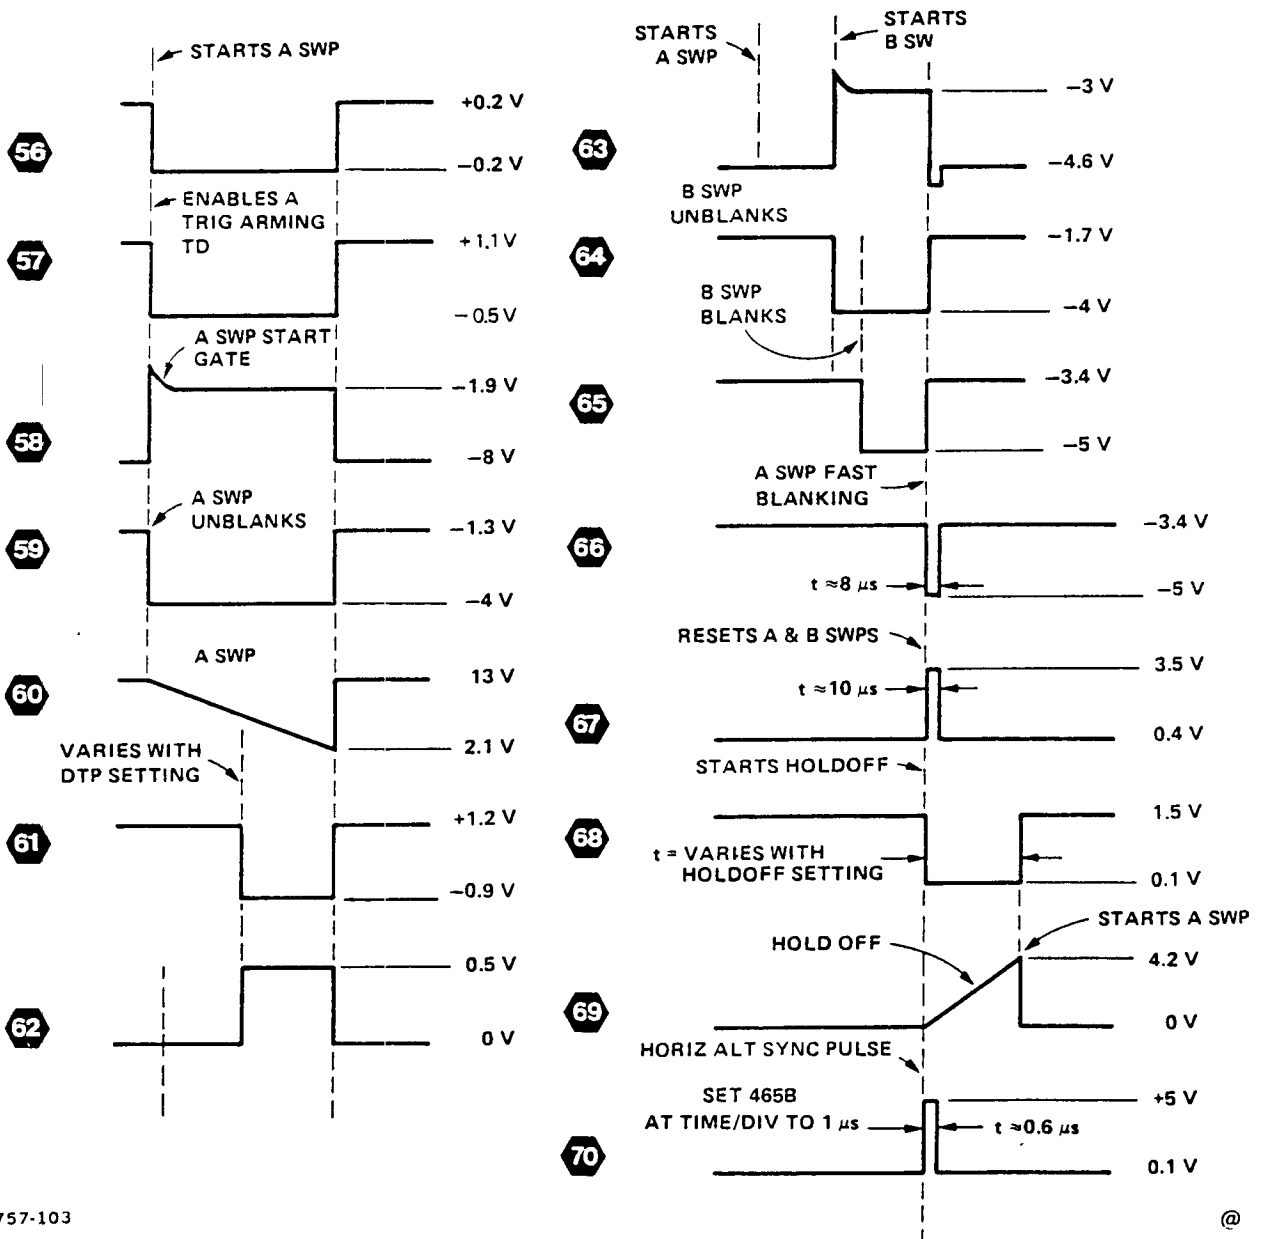 STARTS A SWP
+0.2 V
56
−0.2 V
ENABLES A
TRIG ARMING
TD
+1.1 V
57
−0.5 V
A SWP START
GATE
−1.9 V
58
−8 V
A SWP
UNBLANKS
−1.3 V
59
−4 V
A SWP
13 V
60
2.1 V
VARIES WITH
DTP SETTING
+1.2 V
61
−0.9 V
0.5 V
62
0 V
STARTS
A SWP
STARTS
B SW
−3 V
63
−4.6 V
B SWP
UNBLANKS
−1.7 V
64
−4 V
B SWP
BLANKS
−3.4 V
65
−5 V
A SWP FAST
BLANKING
−3.4 V
66
t ≈8 μs
−5 V
RESETS A & B SWPS
3.5 V
t ≈10 μs
67
0.4 V
STARTS HOLDOFF
1.5 V
68
t = VARIES WITH
HOLDOFF SETTING
0.1 V
STARTS A SWP
HOLD OFF
4.2 V
69
0 V
HORIZ ALT SYNC PULSE
SET 465B
AT TIME/DIV TO 1 μs
+5 V
t ≈0.6 μs
70
0.1 V
757-103
@